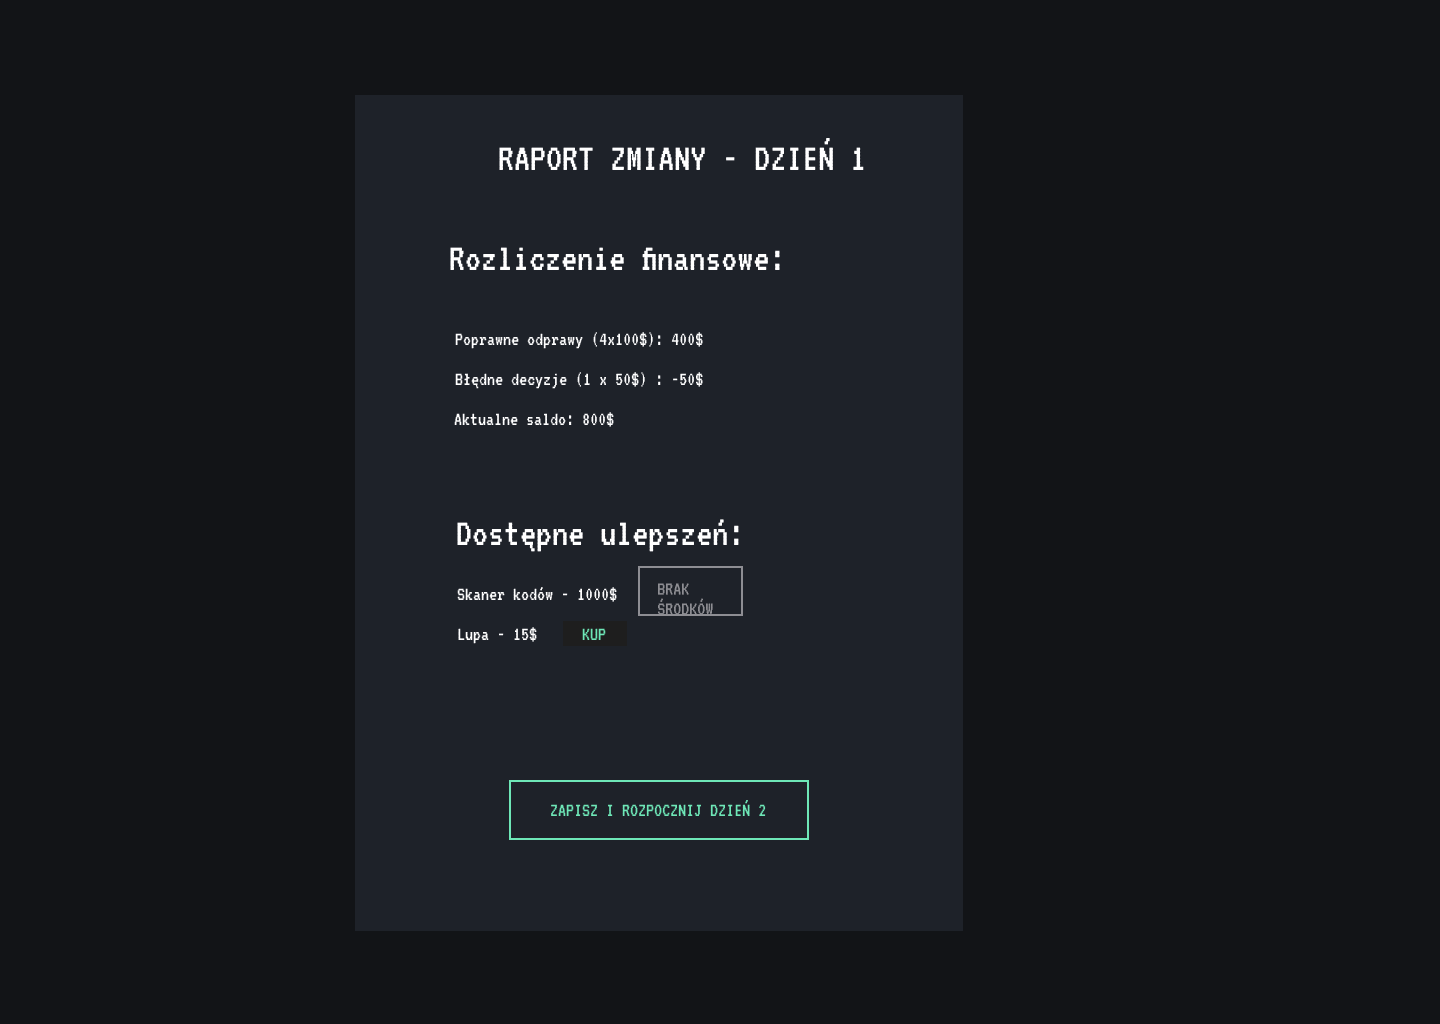 RAPORT ZMIANY - DZIEŃ 1
Rozliczenie finansowe:
Poprawne odprawy (4x100$): 400$
Błędne decyzje (1 x 50$) : -50$
Aktualne saldo: 800$
Dostępne ulepszeń:
Skaner kodów - 1000$
BRAK
ŚRODKÓW
Lupa - 15$
KUP
ZAPISZ I ROZPOCZNIJ DZIEŃ 2